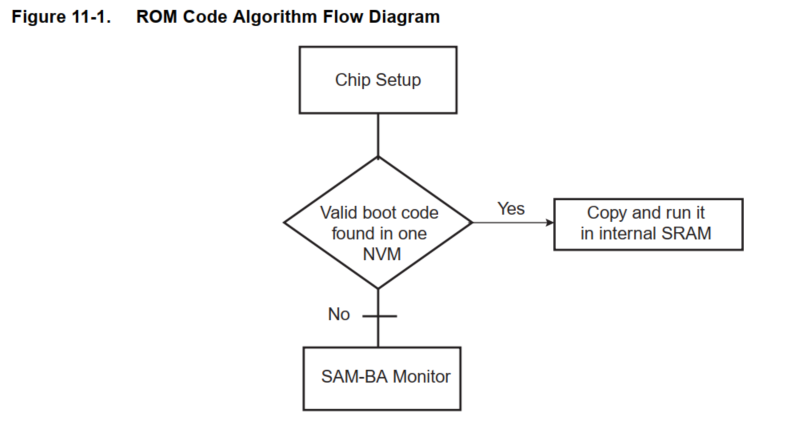 Figure 11-1. ROM Code Algorithm Flow Diagram
Chip Setup
Valid boot code
found in one
NVM
Yes
Copy and run it
in internal SRAM
No
SAM-BA Monitor